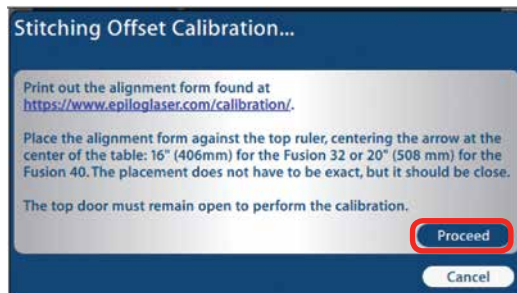 Stitching Offset Calibration...
Print out the alignment form found at
https://www.epiloglaser.com/calibration/.
Place the alignment form against the top ruler, centering the arrow at the
center of the table: 16" (406mm) for the Fusion 32 or 20" (508 mm) for the
Fusion 40. The placement does not have to be exact, but it should be close.
The top door must remain open to perform the calibration.
Proceed
Cancel